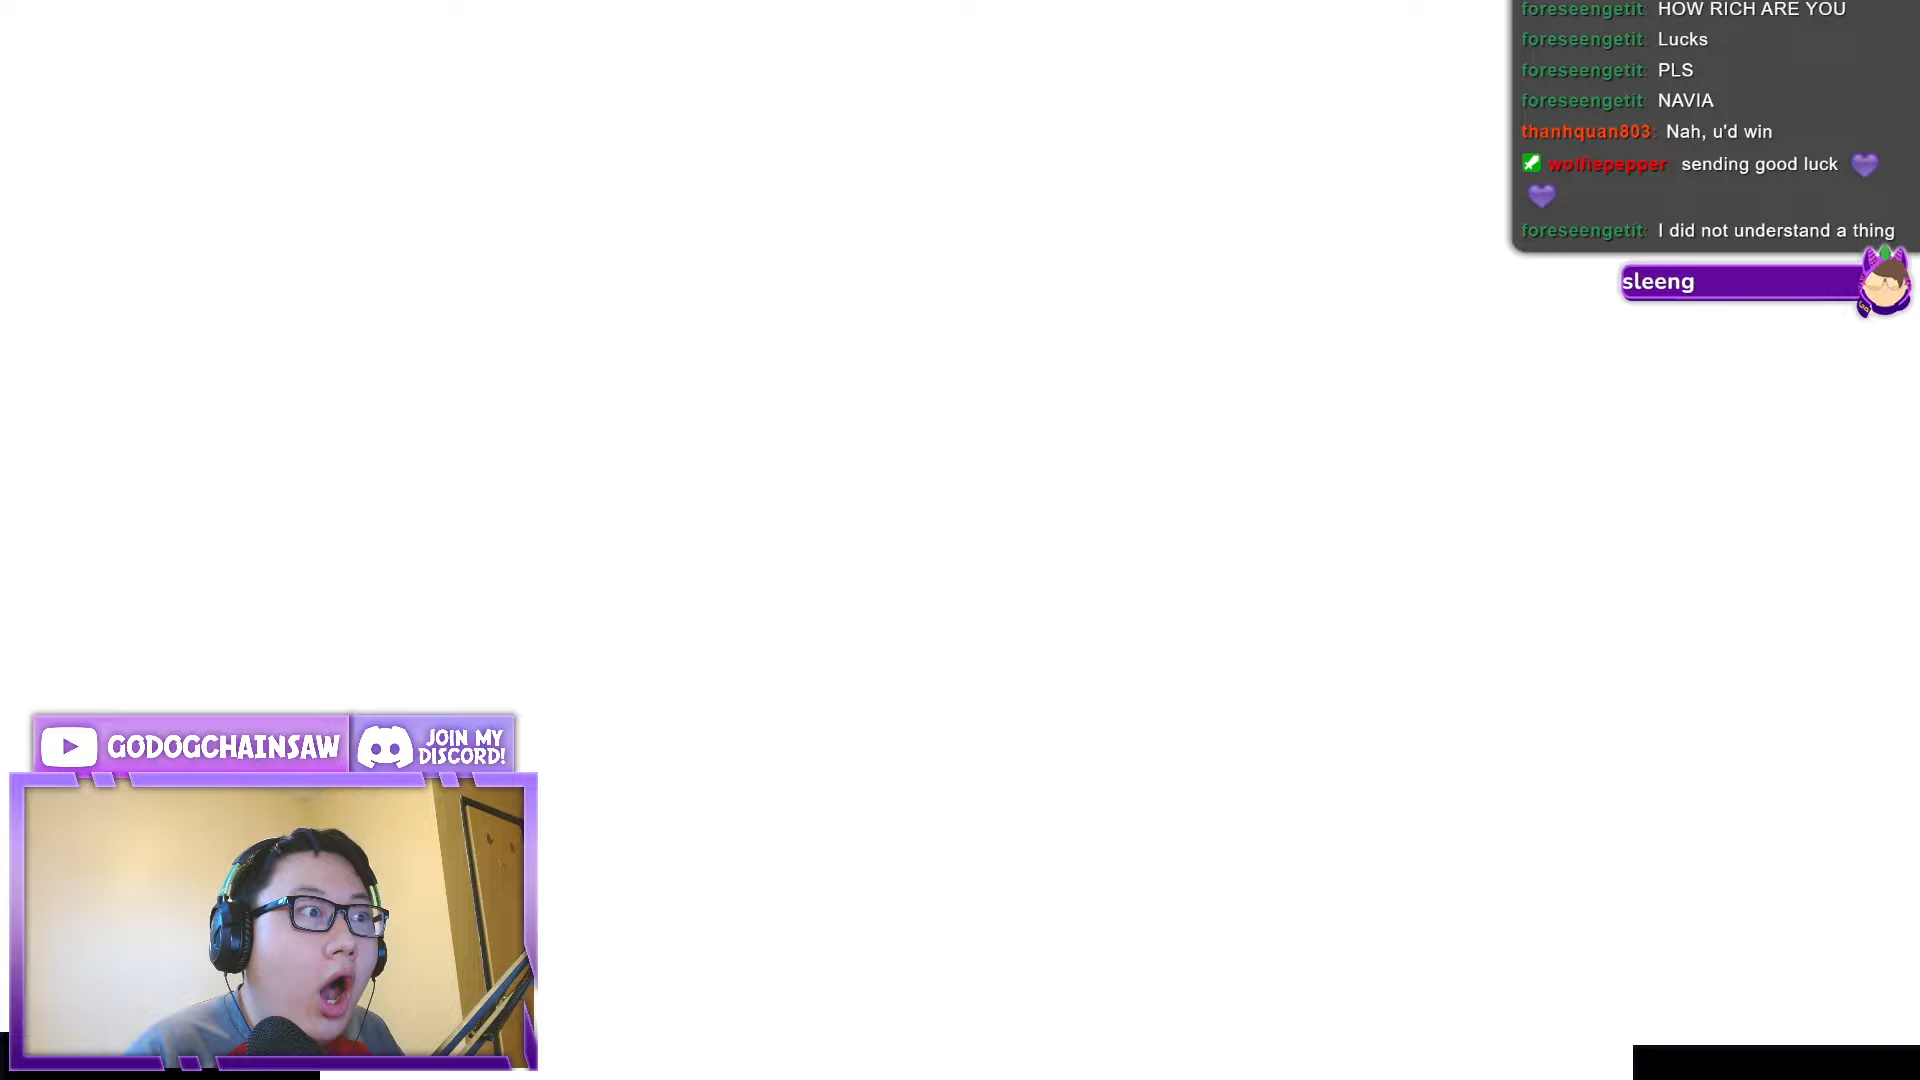 foreseengetit: HOW RICH ARE YOU
foreseengetit: Lucks
foreseengetit: PLS
foreseengetit: NAVIA
thanhquan803: Nah, u'd win
wolfiepepper: sending good luck
foreseengetit: I did not understand a thing
sleeng
GODOGCHAINSAW
JOIN MY
DISCORD!